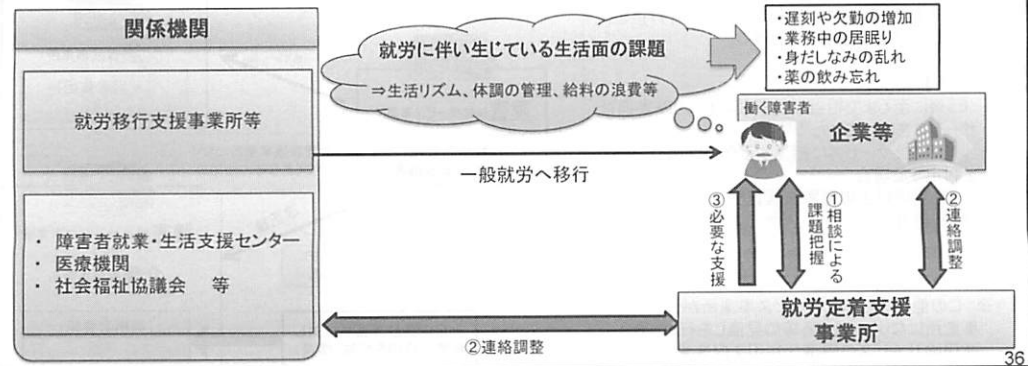 関係機関
就労移行支援事業所等
・ 障害者就業・生活支援センター
・ 医療機関
・ 社会福祉協議会 等
就労に伴い生じている生活面の課題
⇒生活リズム、体調の管理、給料の浪費等
・遅刻や欠勤の増加
・業務中の居眠り
・身だしなみの乱れ
・薬の飲み忘れ
働く障害者
企業等
一般就労へ移行
③必要な支援
①相談による
課題把握
②連絡調整
就労定着支援
事業所
②連絡調整
36